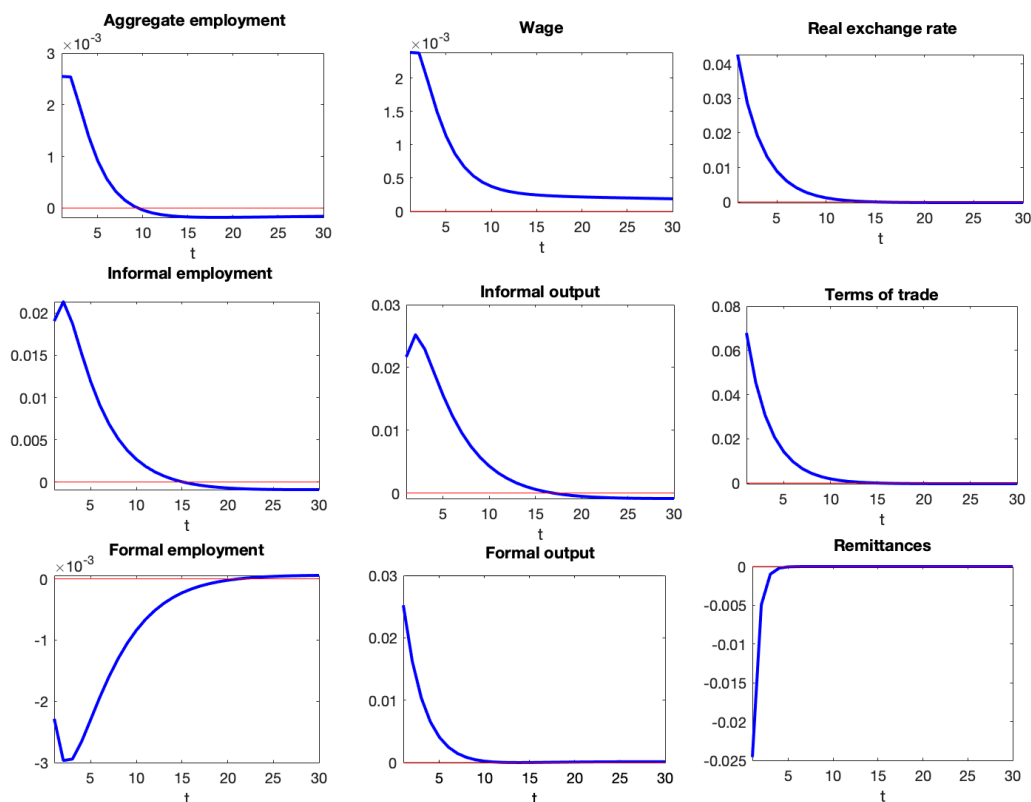 Aggregate employment
×10-3
3
2
1
0
5 10 15 20 25 30
t
Wage
×10-3
2
1.5
1
0.5
0
5 10 15 20 25 30
t
Real exchange rate
0.04
0.03
0.02
0.01
0
5 10 15 20 25 30
t
Informal employment
0.02
0.015
0.01
0.005
0
5 10 15 20 25 30
t
Informal output
0.03
0.02
0.01
0
5 10 15 20 25 30
t
Terms of trade
0.08
0.06
0.04
0.02
0
5 10 15 20 25 30
t
Formal employment
×10-3
0
-1
-2
-3
5 10 15 20 25 30
t
Formal output
0.03
0.02
0.01
0
5 10 15 20 25 30
t
Remittances
0
-0.005
-0.01
-0.015
-0.02
-0.025
5 10 15 20 25 30
t